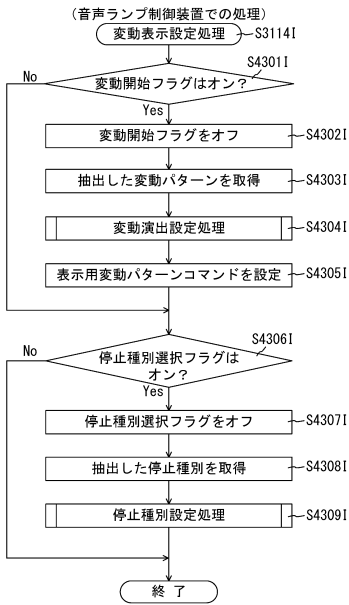 （音声ランプ制御装置での処理）
変動表示設定処理
S3114I
S4301I
変動開始フラグはオン？
No
Yes
変動開始フラグをオフ
S4302I
抽出した変動パターンを取得
S4303I
変動演出設定処理
S4304I
表示用変動パターンコマンドを設定
S4305I
S4306I
停止種別選択フラグは
オン？
No
Yes
停止種別選択フラグをオフ
S4307I
抽出した停止種別を取得
S4308I
停止種別設定処理
S4309I
終 了